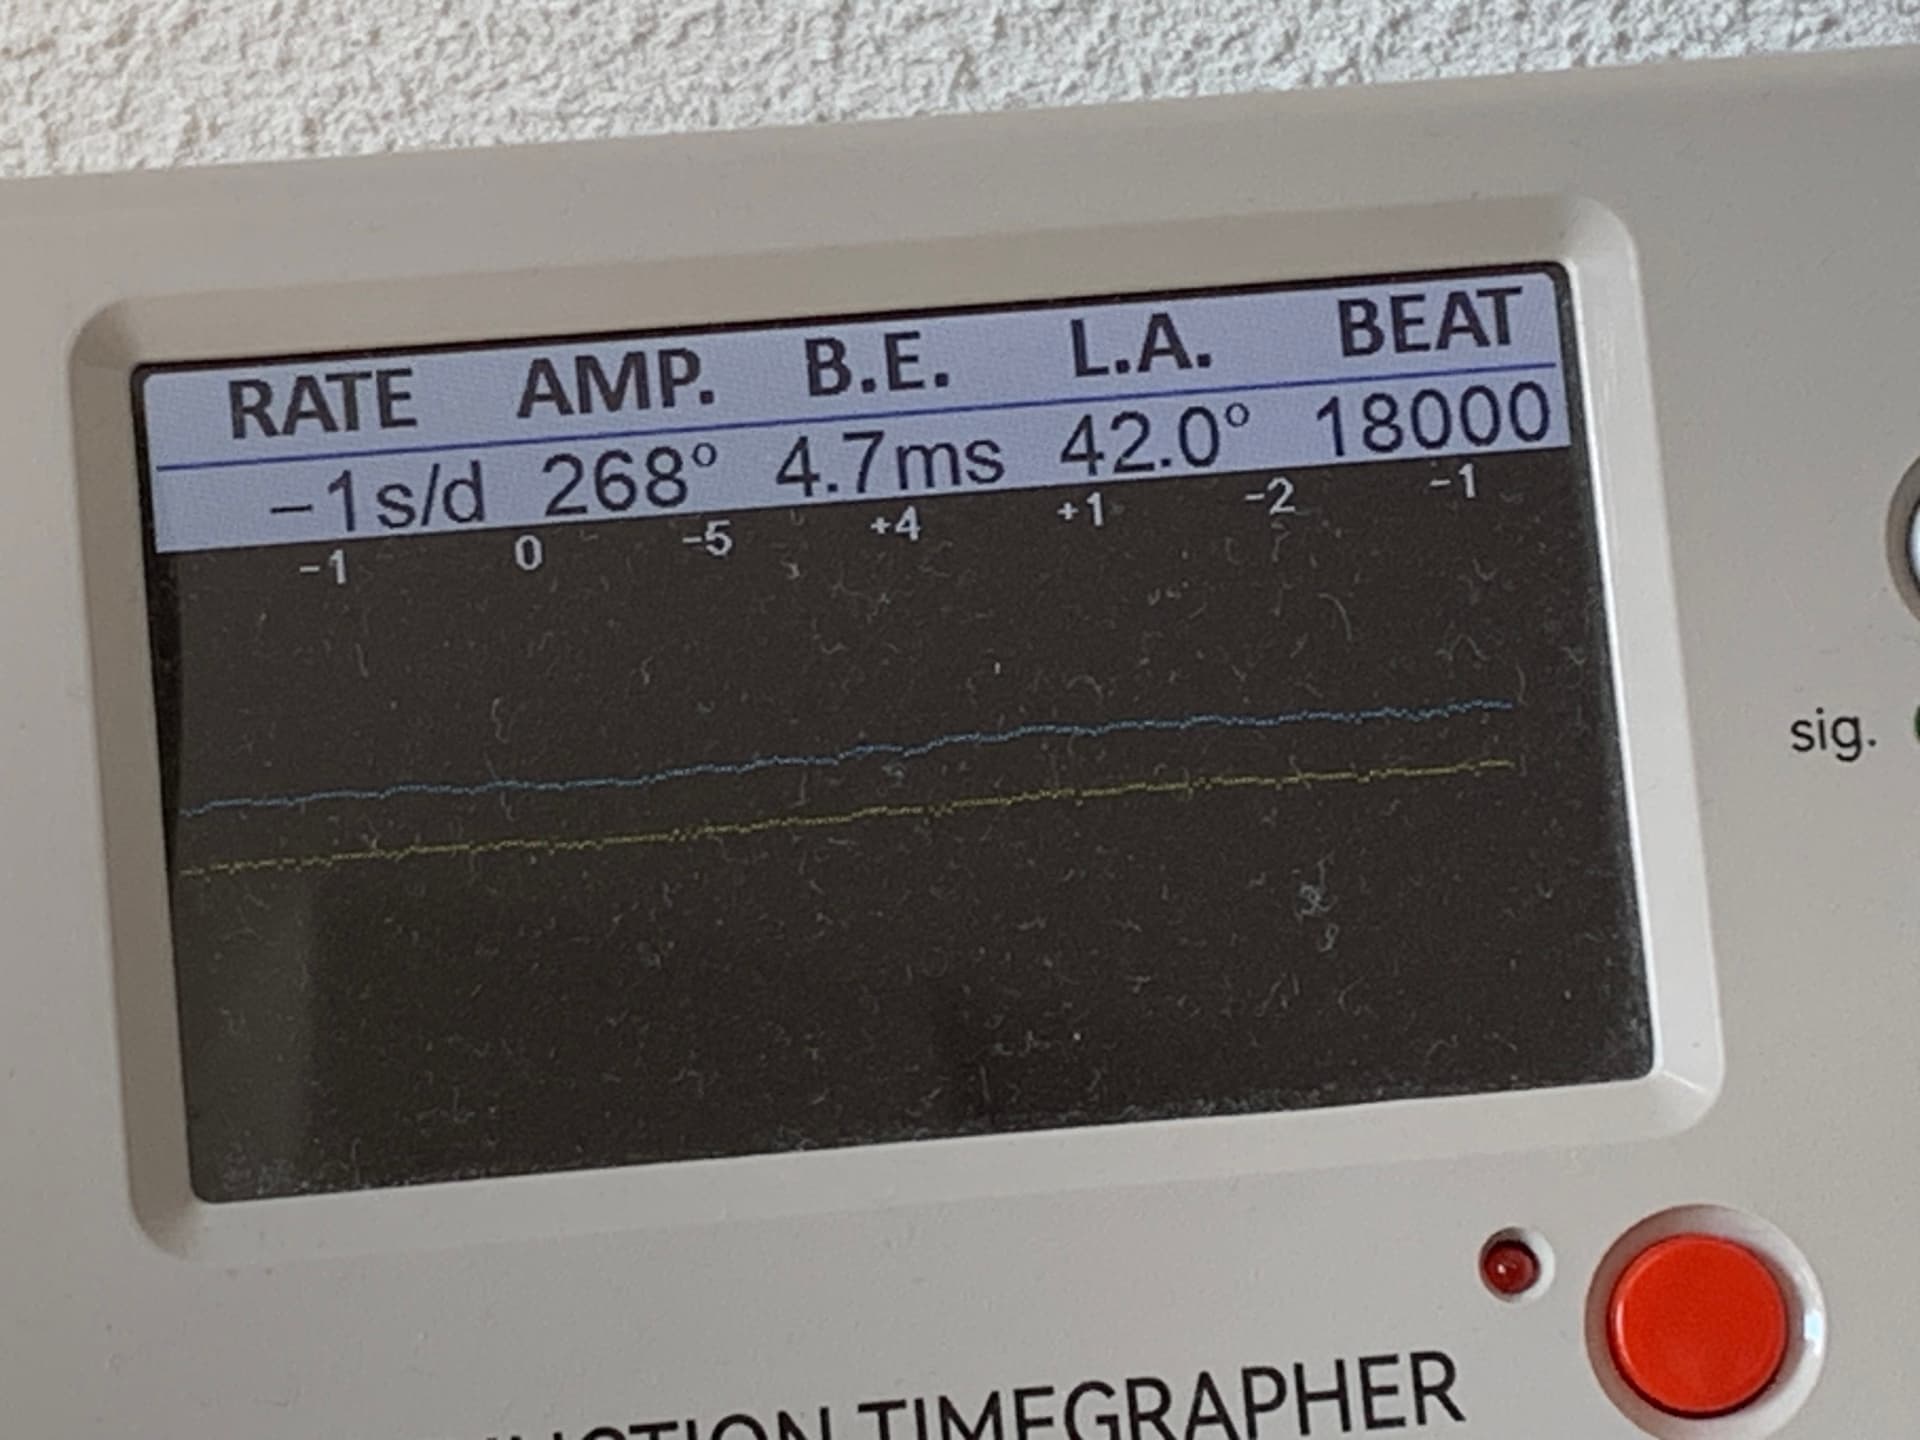 RATE AMP. B.E. L.A. BEAT
-1s/d 268° 4.7ms 42.0° 18000
-1 0 -5 +4 +1 -2 -1
sig.
TIMEGRAPHER